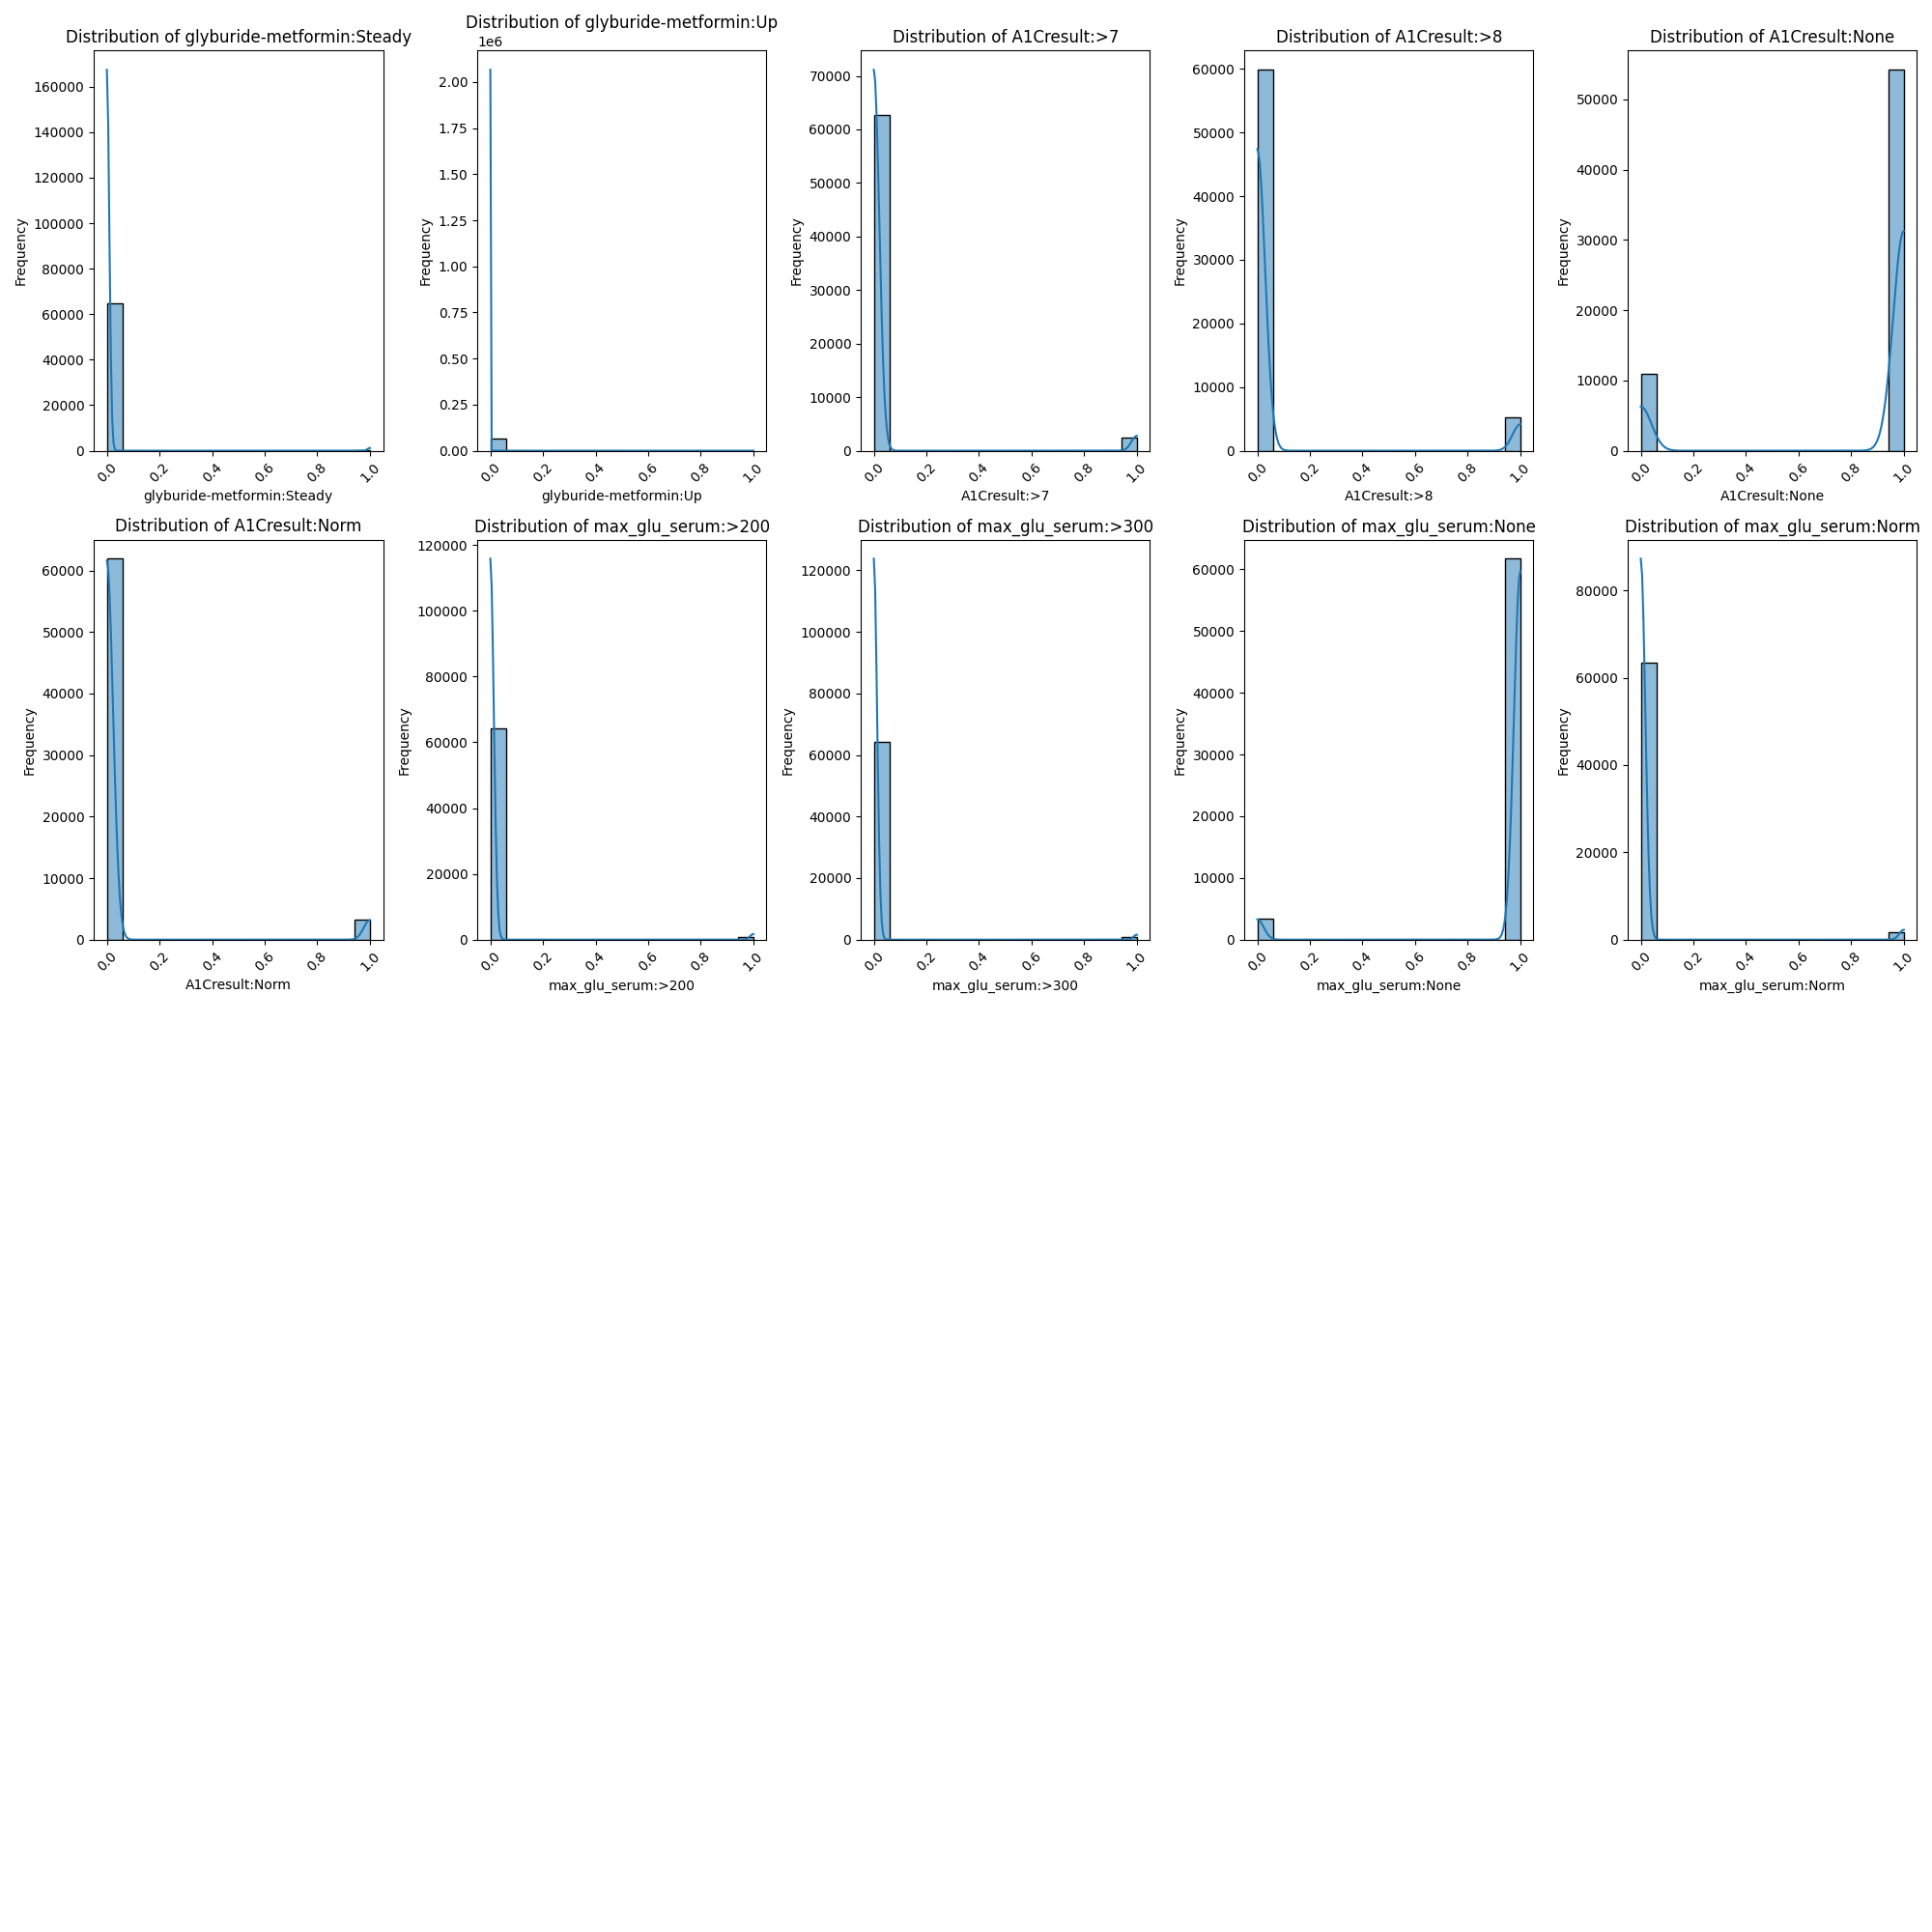 Distribution of glyburide-metformin:Steady
160000
140000
120000
100000
80000
60000
40000
20000
0
Frequency
0.0 0.2 0.4 0.6 0.8 1.0
glyburide-metformin:Steady
Distribution of glyburide-metformin:Up
1e6
2.00
1.75
1.50
1.25
1.00
0.75
0.50
0.25
0.00
Frequency
0.0 0.2 0.4 0.6 0.8 1.0
glyburide-metformin:Up
Distribution of A1Cresult:>7
70000
60000
50000
40000
30000
20000
10000
0
Frequency
0.0 0.2 0.4 0.6 0.8 1.0
A1Cresult:>7
Distribution of A1Cresult:>8
60000
50000
40000
30000
20000
10000
0
Frequency
0.0 0.2 0.4 0.6 0.8 1.0
A1Cresult:>8
Distribution of A1Cresult:None
50000
40000
30000
20000
10000
0
Frequency
0.0 0.2 0.4 0.6 0.8 1.0
A1Cresult:None
Distribution of A1Cresult:Norm
60000
50000
40000
30000
20000
10000
0
Frequency
0.0 0.2 0.4 0.6 0.8 1.0
A1Cresult:Norm
Distribution of max_glu_serum:>200
120000
100000
80000
60000
40000
20000
0
Frequency
0.0 0.2 0.4 0.6 0.8 1.0
max_glu_serum:>200
Distribution of max_glu_serum:>300
120000
100000
80000
60000
40000
20000
0
Frequency
0.0 0.2 0.4 0.6 0.8 1.0
max_glu_serum:>300
Distribution of max_glu_serum:None
60000
50000
40000
30000
20000
10000
0
Frequency
0.0 0.2 0.4 0.6 0.8 1.0
max_glu_serum:None
Distribution of max_glu_serum:Norm
80000
60000
40000
20000
0
Frequency
0.0 0.2 0.4 0.6 0.8 1.0
max_glu_serum:Norm